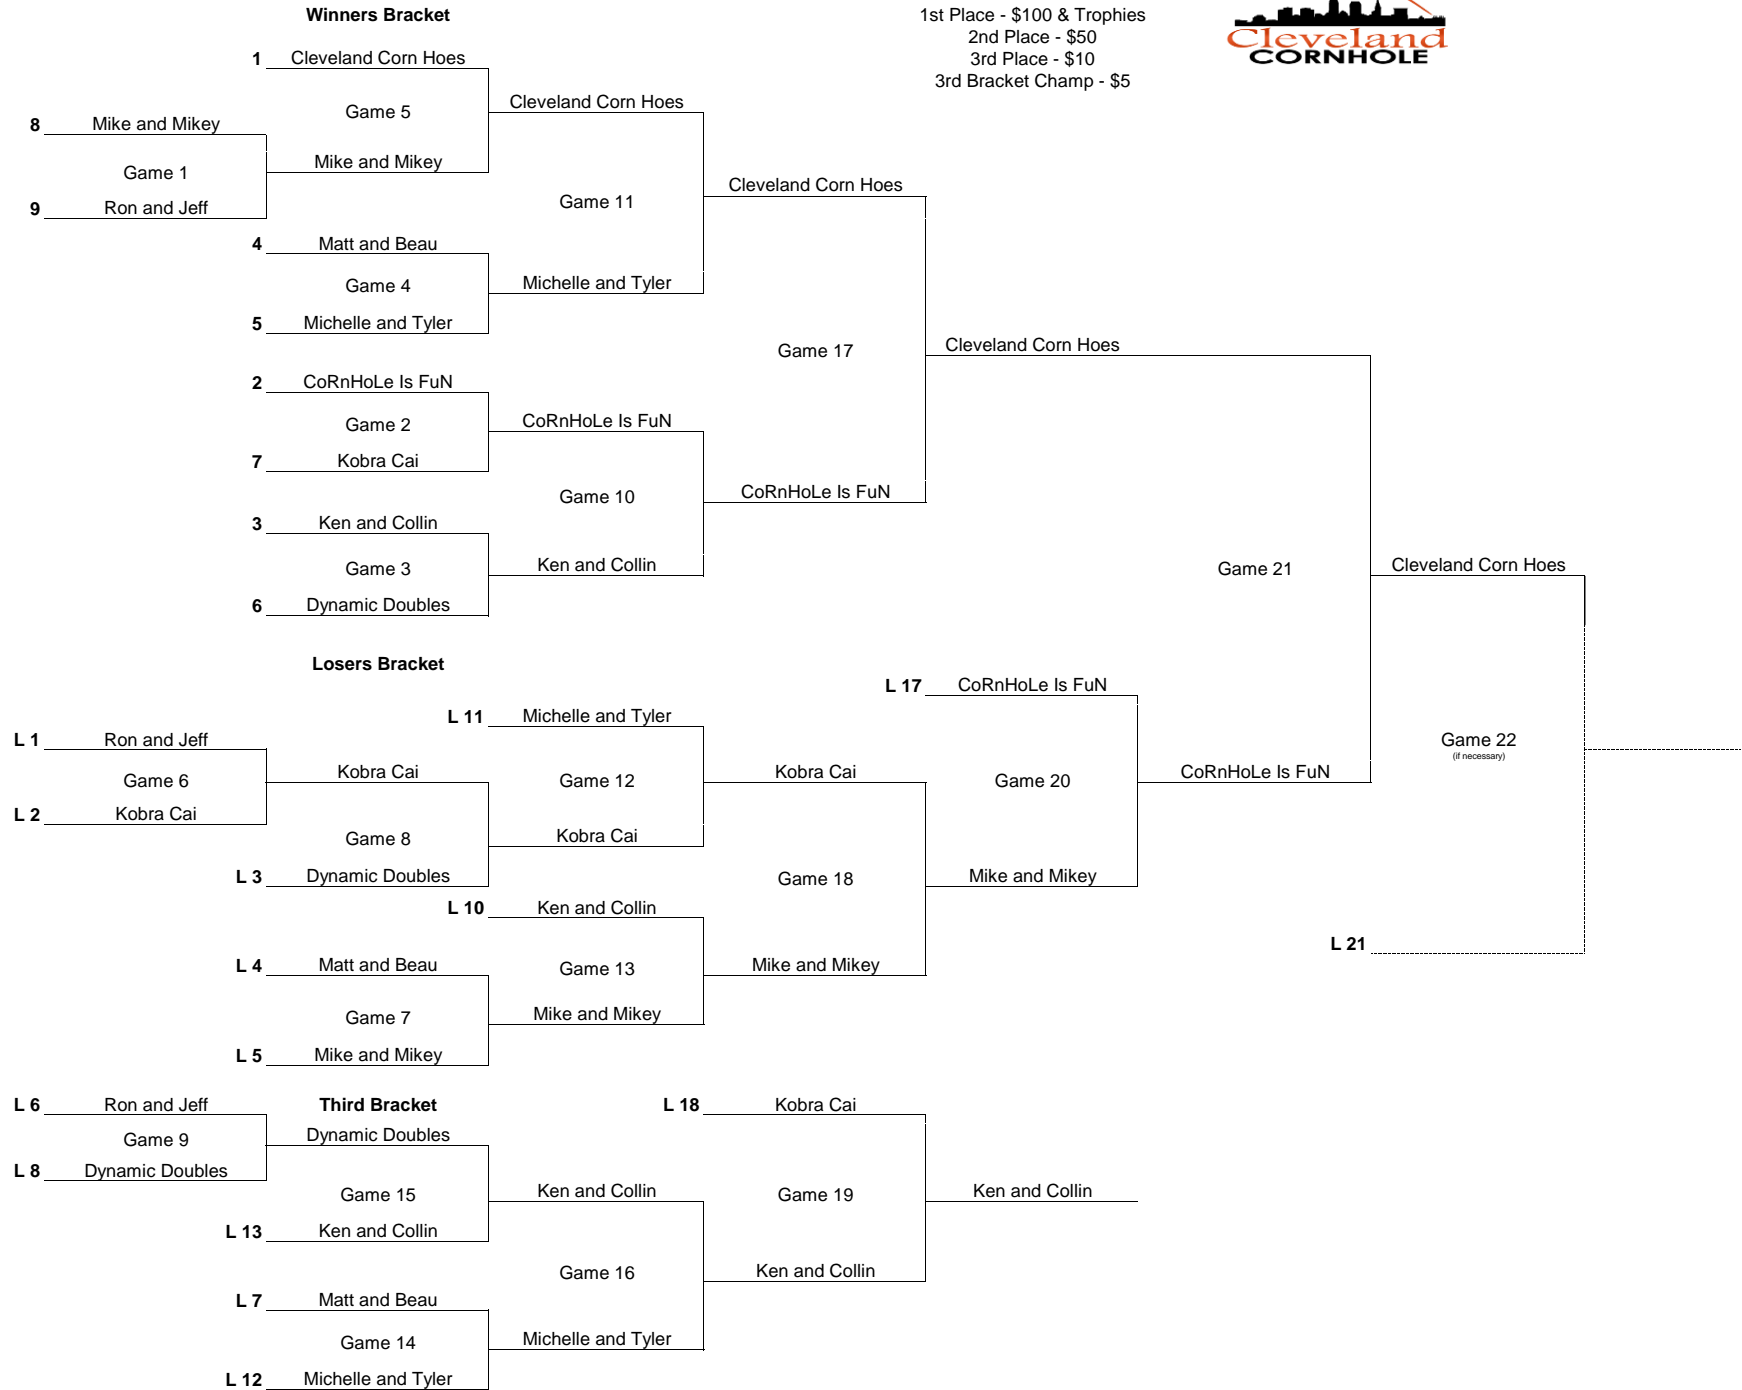 Winners Bracket
1st Place - $100 & Trophies
2nd Place - $50
3rd Place - $10
3rd Bracket Champ - $5
Cleveland
CORNHOLE
1 Cleveland Corn Hoes
Game 5
Cleveland Corn Hoes
8 Mike and Mikey
Mike and Mikey
Game 1
Cleveland Corn Hoes
Game 11
9 Ron and Jeff
4 Matt and Beau
Game 4
Michelle and Tyler
5 Michelle and Tyler
Game 17
Cleveland Corn Hoes
2 CoRnHoLe Is FuN
Game 2
CoRnHoLe Is FuN
7 Kobra Cai
Game 10
CoRnHoLe Is FuN
3 Ken and Collin
Game 3
Ken and Collin
Game 21
Cleveland Corn Hoes
6 Dynamic Doubles
Losers Bracket
L 17 CoRnHoLe Is FuN
L 11 Michelle and Tyler
L 1 Ron and Jeff
Game 22
(if necessary)
Game 6
Kobra Cai
Game 12
Kobra Cai
Game 20
CoRnHoLe Is FuN
L 2 Kobra Cai
Game 8
Kobra Cai
L 3 Dynamic Doubles
Game 18
Mike and Mikey
L 10 Ken and Collin
L 21
L 4 Matt and Beau
Game 13
Mike and Mikey
Game 7
Mike and Mikey
L 5 Mike and Mikey
L 6 Ron and Jeff
Third Bracket
L 18 Kobra Cai
Game 9
Dynamic Doubles
L 8 Dynamic Doubles
Game 15
Ken and Collin
Game 19
Ken and Collin
L 13 Ken and Collin
Game 16
Ken and Collin
L 7 Matt and Beau
Game 14
Michelle and Tyler
L 12 Michelle and Tyler